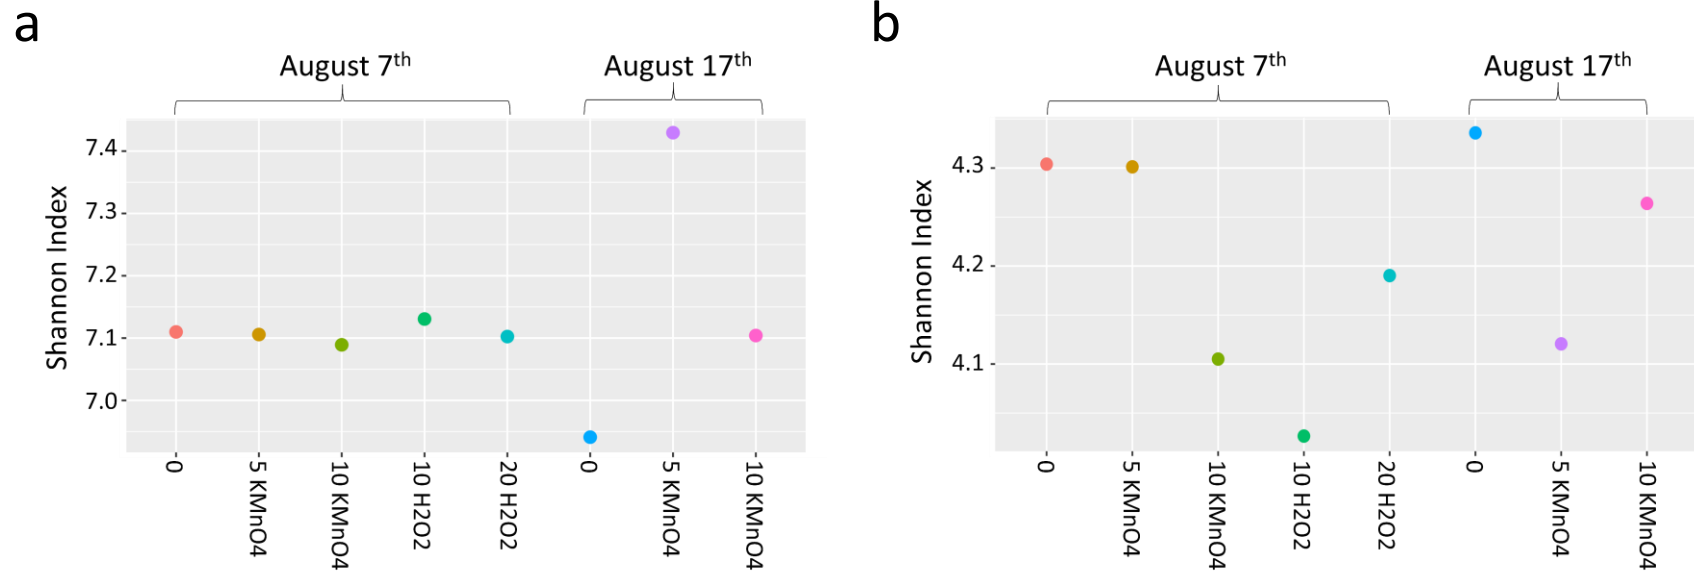 a
August 7th
August 17th
Shannon Index
7.4
7.3
7.2
7.1
7.0
0
5 KMnO4
10 KMnO4
10 H2O2
20 H2O2
0
5 KMnO4
10 KMnO4
b
August 7th
August 17th
Shannon Index
4.3
4.2
4.1
0
5 KMnO4
10 KMnO4
10 H2O2
20 H2O2
0
5 KMnO4
10 KMnO4